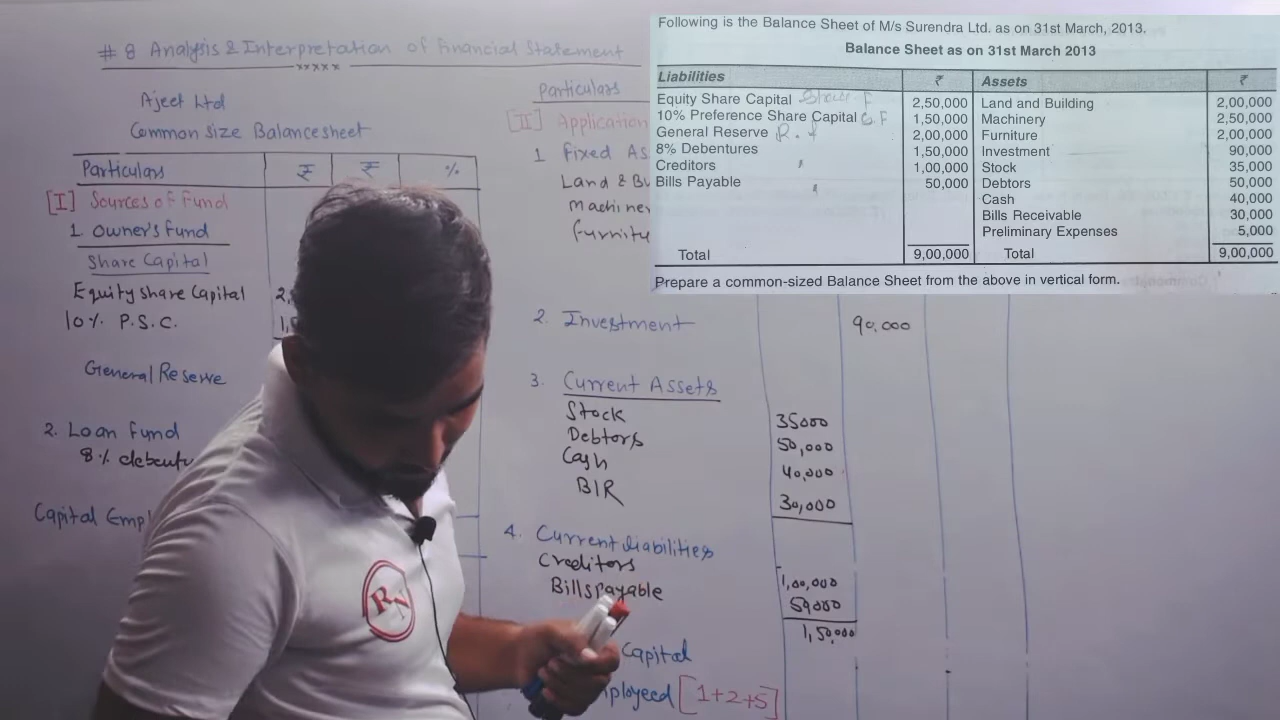 # 8 Analysis & Interpretation of Financial Statement
xxxxx
Ajeet Ltd
Common Size Balancesheet
Particulars ₹ ₹ %
[I] Sources of Fund
1. Owner's Fund
Share Capital
Equity Share Capital 2,
10% P.S.C. 1,
General Reserve
2. Loan Fund
8% debentu
Capital Emp
Particulars
[II] Application
1 Fixed As
Land & Bu
machiner
furnitu
2. Investment 90,000
3. Current Assets
Stock 35000
Debtors 50,000
Cash 40,000
B/R 30,000
4. Current liabilities
Creditors 1,00,000
Bills payable 50000
1,50,000
Capital
mployeed [1+2+5]
RN
Following is the Balance Sheet of M/s Surendra Ltd. as on 31st March, 2013.
Balance Sheet as on 31st March 2013
Liabilities ₹ Assets ₹
Equity Share Capital 2,50,000 Land and Building 2,00,000
10% Preference Share Capital 1,50,000 Machinery 2,50,000
General Reserve 2,00,000 Furniture 2,00,000
8% Debentures 1,50,000 Investment 90,000
Creditors 1,00,000 Stock 35,000
Bills Payable 50,000 Debtors 50,000
Cash 40,000
Bills Receivable 30,000
Preliminary Expenses 5,000
Total 9,00,000 Total 9,00,000
Prepare a common-sized Balance Sheet from the above in vertical form.